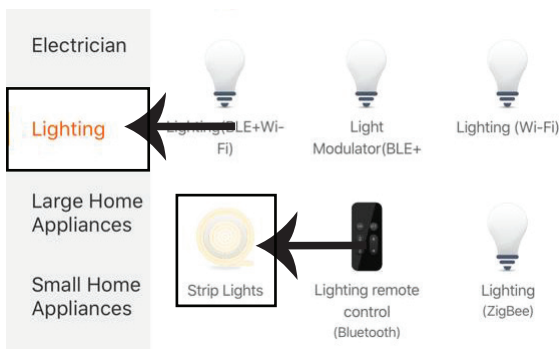 Electrician
Lighting
Large Home
Appliances
Small Home
Appliances
Lighting(BLE+Wi-
Fi)
Light
Modulator(BLE+
Lighting (Wi-Fi)
Strip Lights
Lighting remote
control
(Bluetooth)
Lighting
(ZigBee)